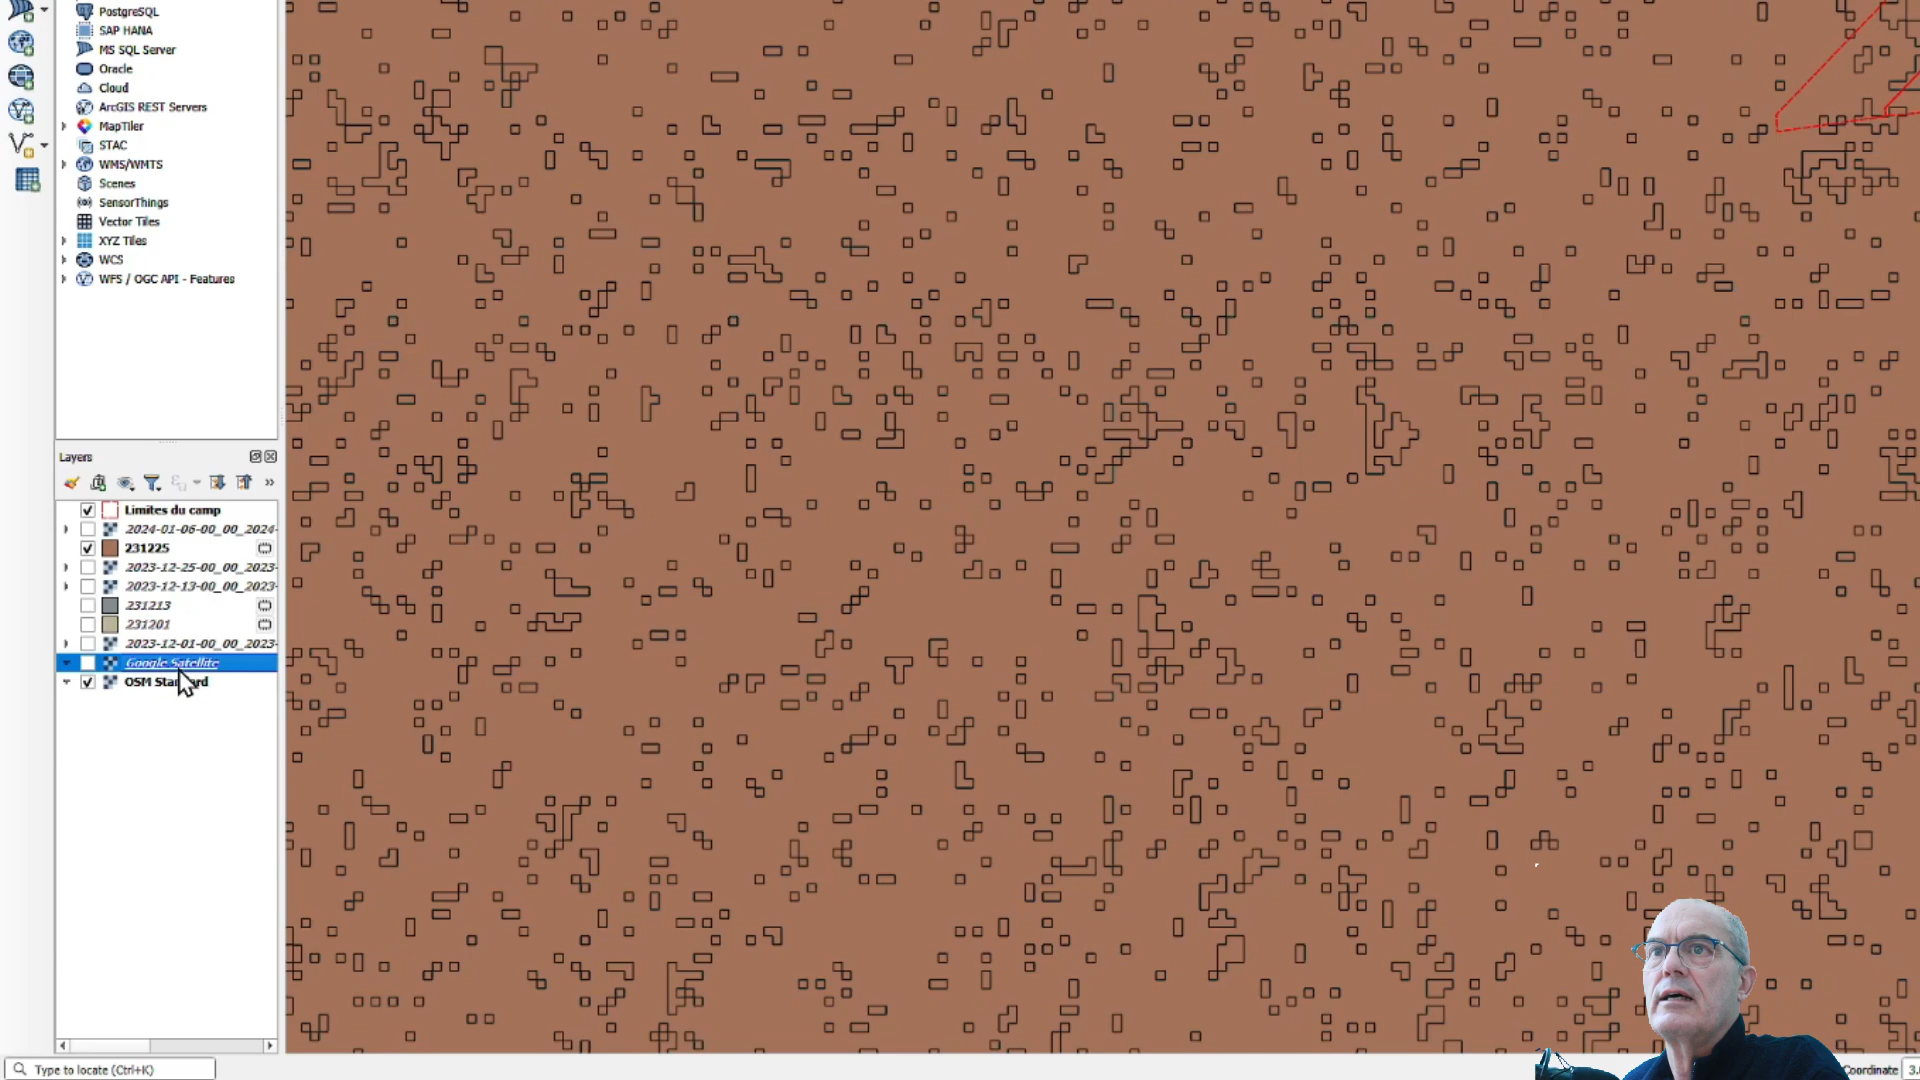 PostgreSQL
SAP HANA
MS SQL Server
Oracle
Cloud
ArcGIS REST Servers
MapTiler
STAC
WMS/WMTS
Scenes
SensorThings
Vector Tiles
XYZ Tiles
WCS
WFS / OGC API - Features
Layers
»
Limites du camp
2024-01-06-00_00_2024-
231225
2023-12-25-00_00_2023-
2023-12-13-00_00_2023-
231213
231201
2023-12-01-00_00_2023-
Google Satellite
OSM Standard
Type to locate (Ctrl+K)
Coordinate